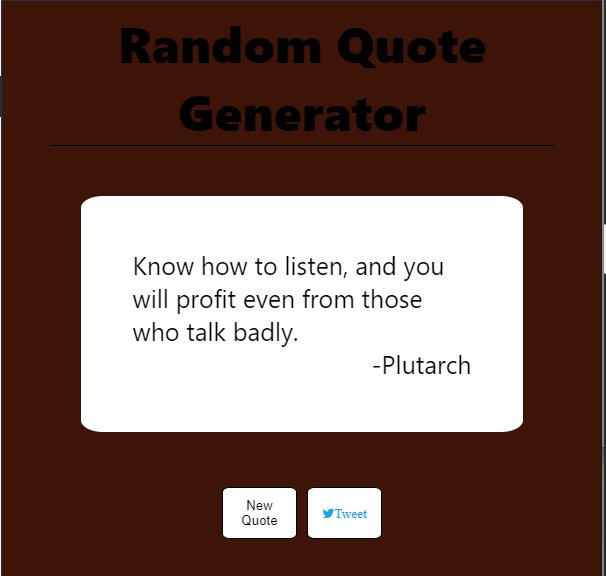 Random Quote
Generator
Know how to listen, and you
will profit even from those
who talk badly.
-Plutarch
New
Quote
Tweet